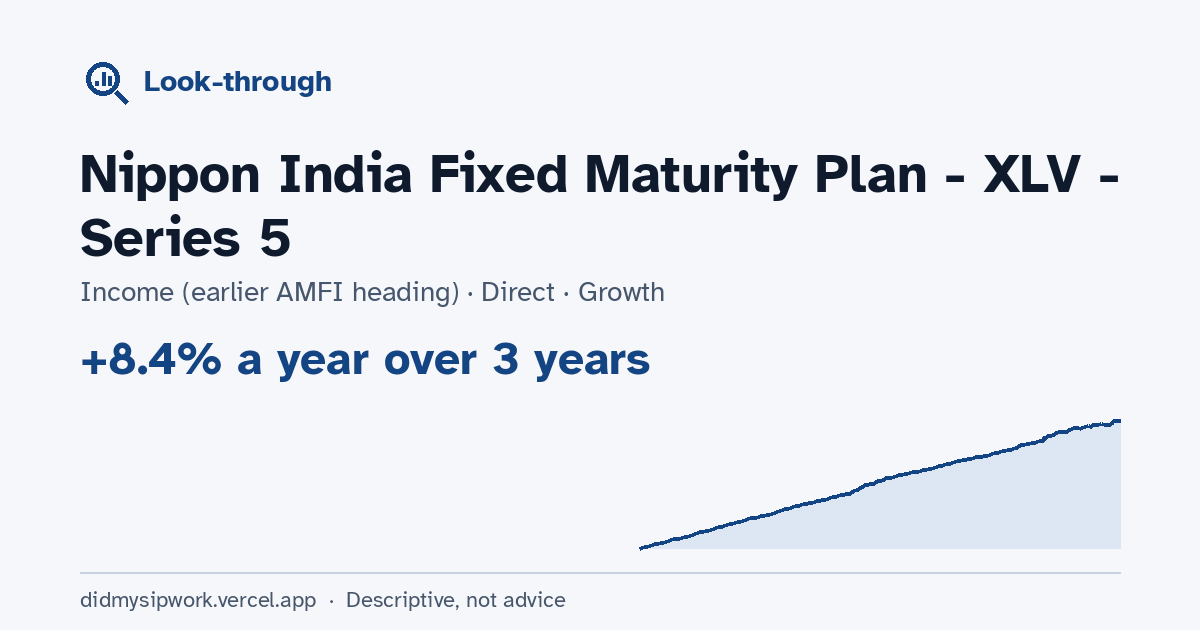 Look-through
Nippon India Fixed Maturity Plan - XLV -
Series 5
Income (earlier AMFI heading) · Direct · Growth
+8.4% a year over 3 years
didmysipwork.vercel.app · Descriptive, not advice